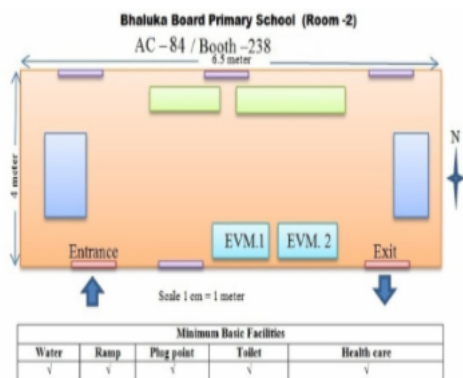 Bhaluka Board Primary School (Room -2)
AC – 84 / Booth –238
6.5 meter
4 meter
N
EVM.1 EVM. 2
Entrance Exit
Scale 1 cm = 1 meter
Minimum Basic Facilities
Water Ramp Plug point Toilet Health care
√ √ √ √ √